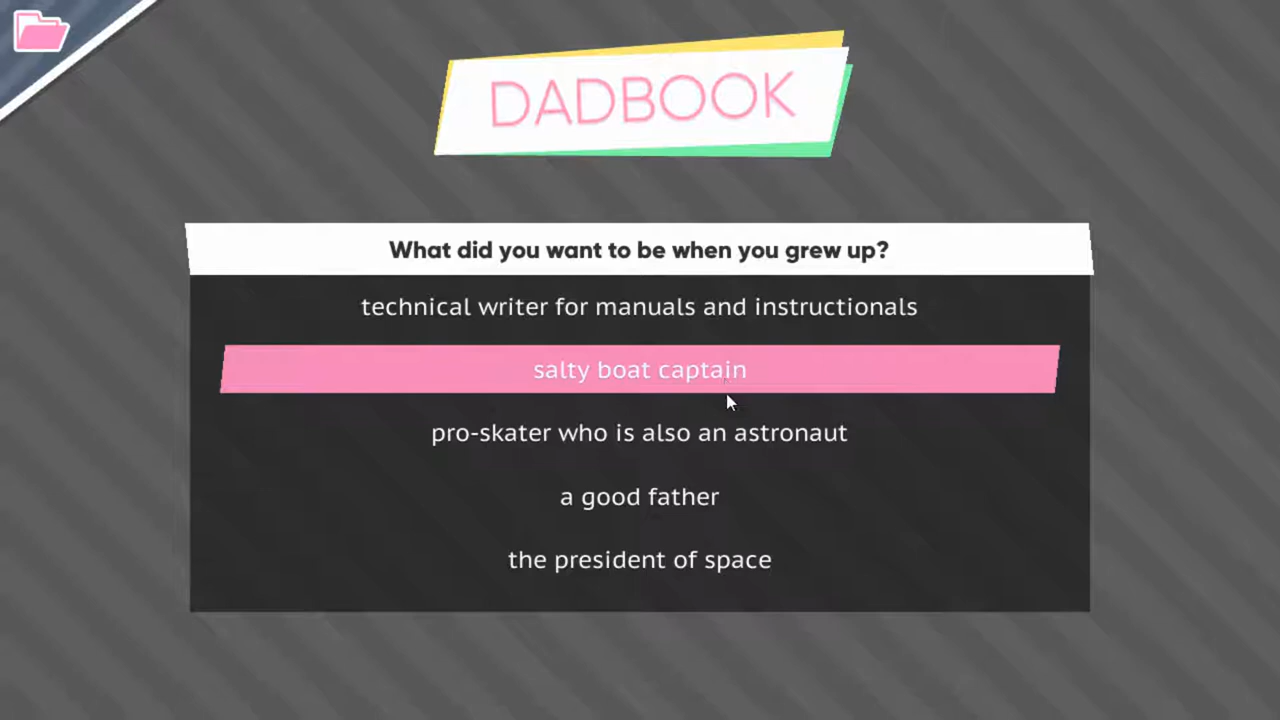 DADBOOK
What did you want to be when you grew up?
technical writer for manuals and instructionals
salty boat captain
pro-skater who is also an astronaut
a good father
the president of space